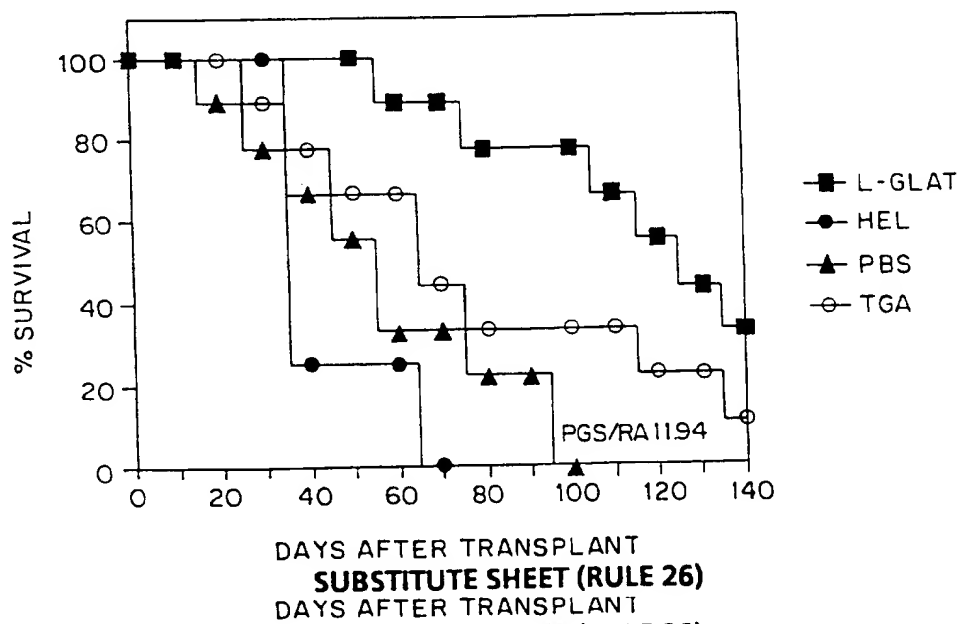 100
80
60
40
20
0
% SURVIVAL
L-GLAT
HEL
PBS
TGA
PGS/RA11.94
0 20 40 60 80 100 120 140
DAYS AFTER TRANSPLANT
SUBSTITUTE SHEET (RULE 26)
DAYS AFTER TRANSPLANT